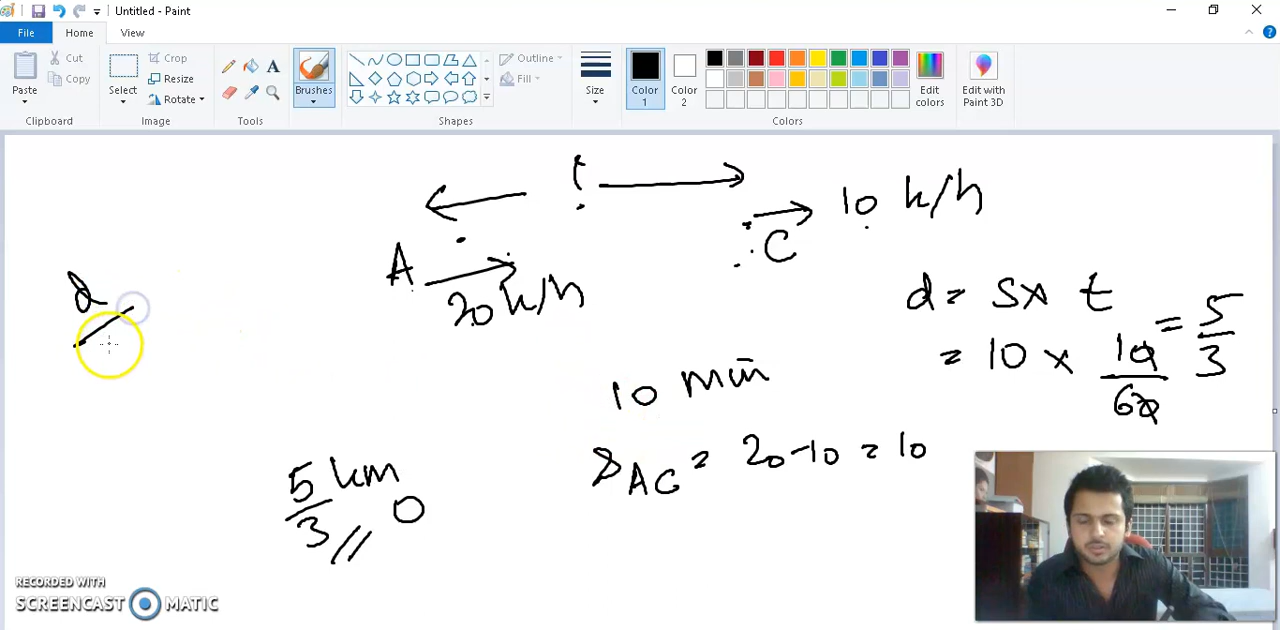 Untitled - Paint
File Home View
Cut Crop Outline
Copy Resize Fill
Paste Select Rotate Brushes Size Color 1 Color 2 Edit colors Edit with Paint 3D
Clipboard Image Tools Shapes Colors
10 k/h
A C
20 k/h
d = S x t
= 10 x 10/60 = 5/3
d
10 min
S AC = 20-10 = 10
5/3 km
0
RECORDED WITH
SCREENCAST MATIC